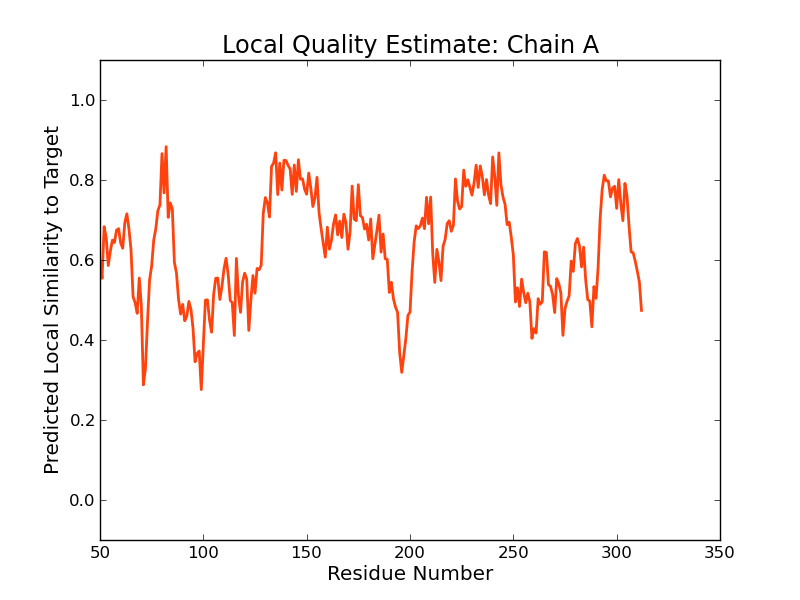 Local Quality Estimate: Chain A
Predicted Local Similarity to Target
1.0
0.8
0.6
0.4
0.2
0.0
50 100 150 200 250 300 350
Residue Number